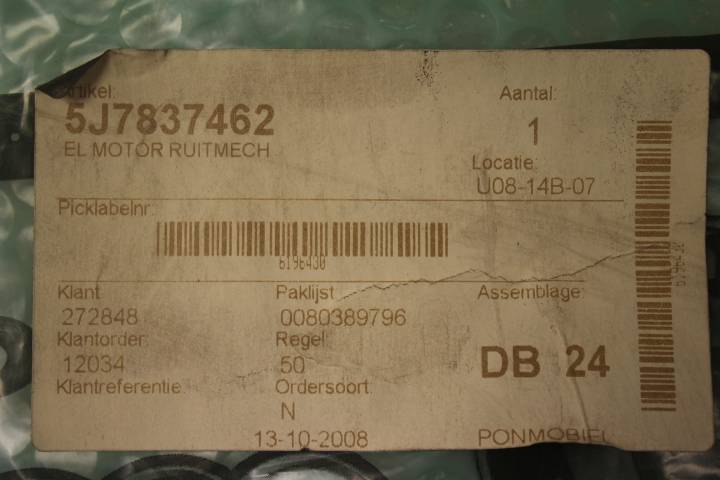 Artikel: Aantal:
5J7837462 1
EL MOTOR RUITMECH Locatie:
U08-14B-07
Picklabelnr.
6196430 6196430
Klant Paklijst Assemblage:
272848 0080389796
Klantorder: Regel: DB 24
12034 50
Klantreferentie: Ordersoort:
N
13-10-2008 PONMOBIEL